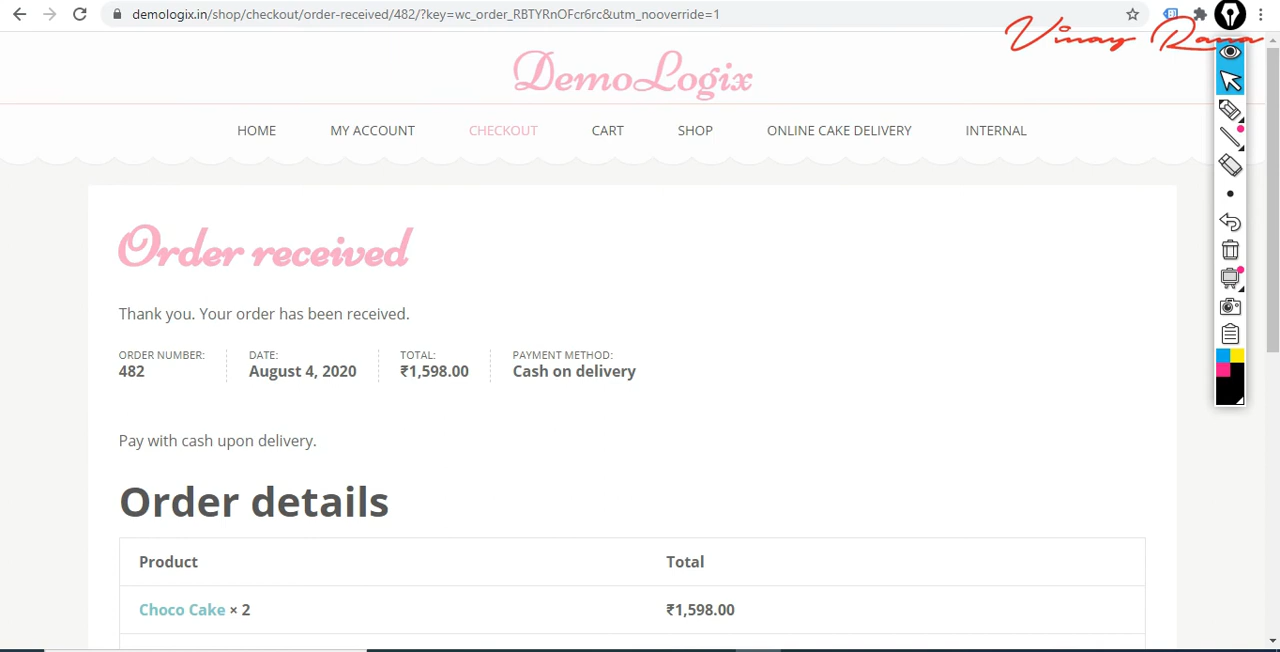 demologix.in/shop/checkout/order-received/482/?key=wc_order_RBTYRnOFcr6rc&utm_nooverride=1
Vinay Rana
DemoLogix
HOME MY ACCOUNT CHECKOUT CART SHOP ONLINE CAKE DELIVERY INTERNAL
Order received
Thank you. Your order has been received.
ORDER NUMBER: DATE: TOTAL: PAYMENT METHOD:
482 August 4, 2020 ₹1,598.00 Cash on delivery
Pay with cash upon delivery.
Order details
Product Total
Choco Cake × 2 ₹1,598.00